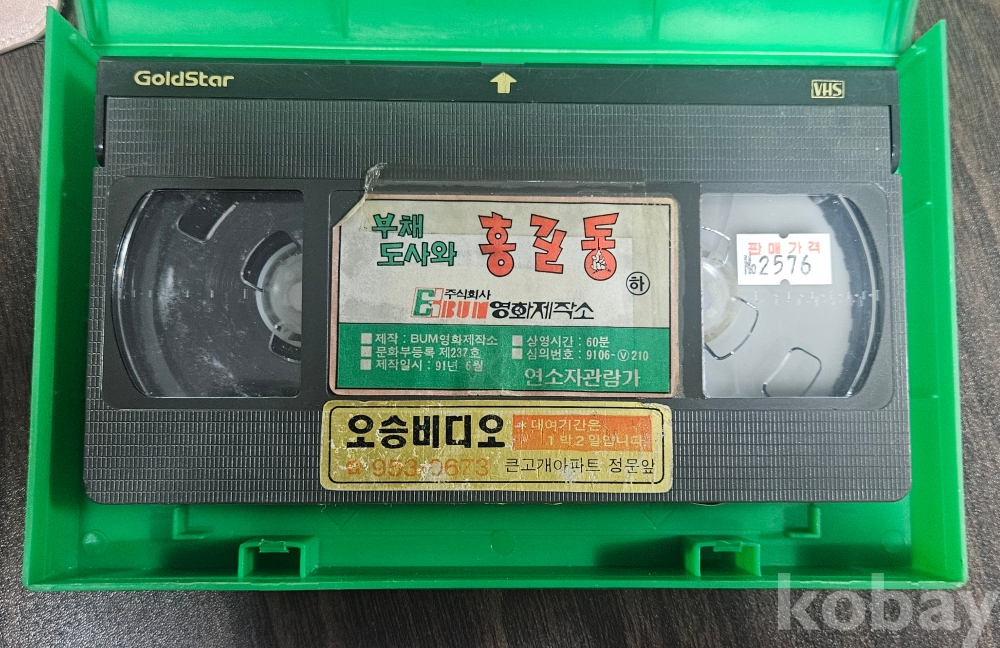 GoldStar
VHS
부채
도사와
홍길동
하
판매가격
№2576
주식회사
BUM영화제작소
제작 : BUM영화제작소
문화부등록 제237호
제작일시 : 91년 6월
상영시간 : 60분
심의번호 : 9106-Ⓥ210
연소자관람가
오승비디오
*대여기간은
1박2일입니다.
☎ 953-0673
큰고개아파트 정문앞
kobay